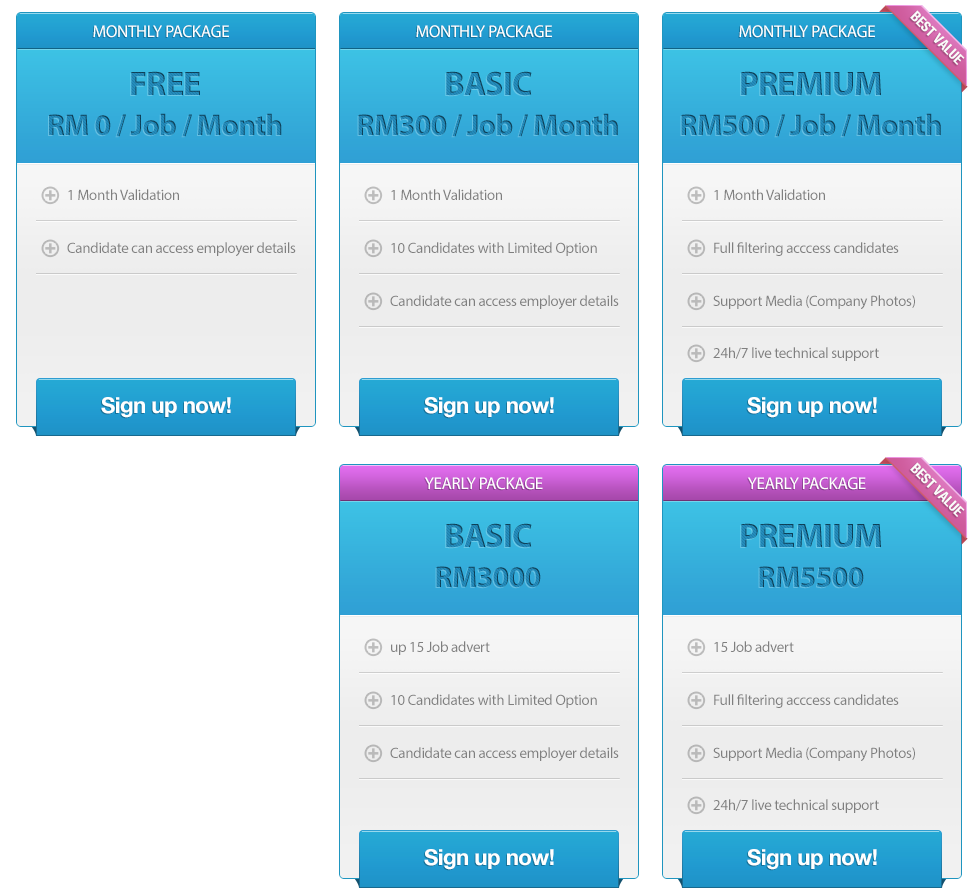 MONTHLY PACKAGE
FREE
RM 0 / Job / Month
1 Month Validation
Candidate can access employer details
Sign up now!
MONTHLY PACKAGE
BASIC
RM300 / Job / Month
1 Month Validation
10 Candidates with Limited Option
Candidate can access employer details
Sign up now!
MONTHLY PACKAGE
BEST VALUE
PREMIUM
RM500 / Job / Month
1 Month Validation
Full filtering acccess candidates
Support Media (Company Photos)
24h/7 live technical support
Sign up now!
YEARLY PACKAGE
BASIC
RM3000
up 15 Job advert
10 Candidates with Limited Option
Candidate can access employer details
Sign up now!
YEARLY PACKAGE
BEST VALUE
PREMIUM
RM5500
15 Job advert
Full filtering acccess candidates
Support Media (Company Photos)
24h/7 live technical support
Sign up now!